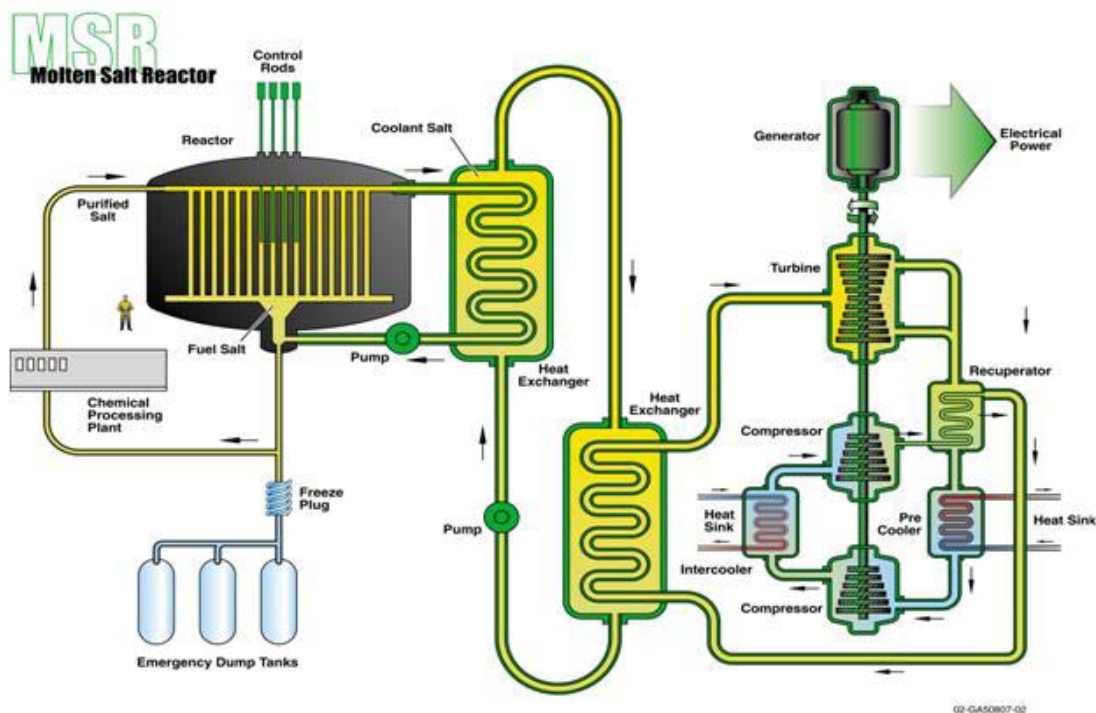 MSR
Molten Salt Reactor
Control
Rods
Reactor
Coolant Salt
Generator
Electrical
Power
Purified
Salt
Turbine
Fuel Salt
Pump
Heat
Exchanger
Heat
Exchanger
Recuperator
Chemical
Processing
Plant
Compressor
Freeze
Plug
Pump
Heat
Sink
Pre
Cooler
Heat Sink
Intercooler
Compressor
Emergency Dump Tanks
02-GA50807-02